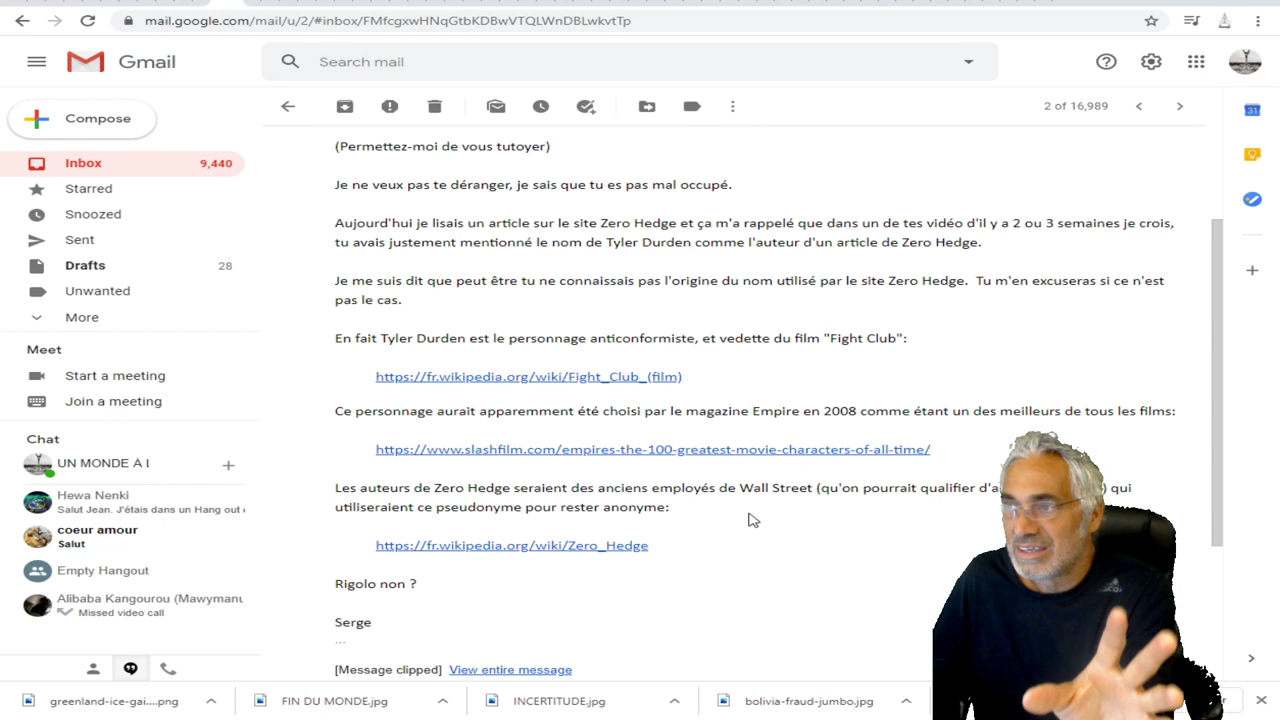 mail.google.com/mail/u/2/#inbox/FMfcgxwHNqGtbKDBwVTQLWnDBLwkvtTp
Gmail
Search mail
Compose
2 of 16,989
Inbox 9,440
Starred
Snoozed
Sent
Drafts 28
Unwanted
More
Meet
Start a meeting
Join a meeting
Chat
UN MONDE À
Hewa Nenki
Salut Jean. J'étais dans un Hang out
coeur amour
Salut
Empty Hangout
Alibaba Kangourou (Mawymanu
Missed video call
(Permettez-moi de vous tutoyer)
Je ne veux pas te déranger, je sais que tu es pas mal occupé.
Aujourd'hui je lisais un article sur le site Zero Hedge et ça m'a rappelé que dans un de tes vidéo d'il y a 2 ou 3 semaines je crois,
tu avais justement mentionné le nom de Tyler Durden comme l'auteur d'un article de Zero Hedge.
Je me suis dit que peut être tu ne connaissais pas l'origine du nom utilisé par le site Zero Hedge. Tu m'en excuseras si ce n'est
pas le cas.
En fait Tyler Durden est le personnage anticonformiste, et vedette du film "Fight Club":
https://fr.wikipedia.org/wiki/Fight_Club_(film)
Ce personnage aurait apparemment été choisi par le magazine Empire en 2008 comme étant un des meilleurs de tous les films:
https://www.slashfilm.com/empires-the-100-greatest-movie-characters-of-all-time/
Les auteurs de Zero Hedge seraient des anciens employés de Wall Street (qu'on pourrait qualifier ) qui
utiliseraient ce pseudonyme pour rester anonyme:
https://fr.wikipedia.org/wiki/Zero_Hedge
Rigolo non ?
Serge
...
[Message clipped] View entire message
31
greenland-ice-gai....png
FIN DU MONDE.jpg
INCERTITUDE.jpg
bolivia-fraud-jumbo.jpg